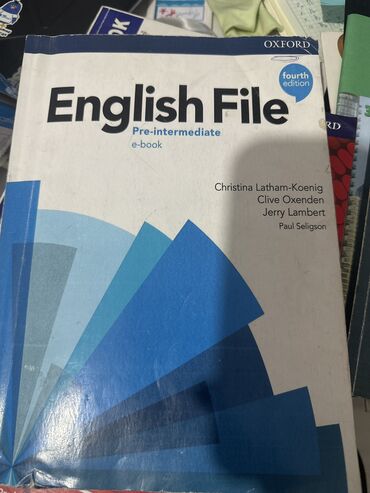 OXFORD
fourth
edition
English File
Pre-intermediate
e-book
Christina Latham-Koenig
Clive Oxenden
Jerry Lambert
Paul Seligson